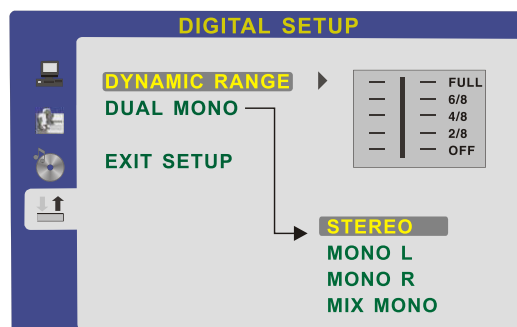 DIGITAL SETUP
DYNAMIC RANGE
DUAL MONO
EXIT SETUP
FULL
6/8
4/8
2/8
OFF
STEREO
MONO L
MONO R
MIX MONO